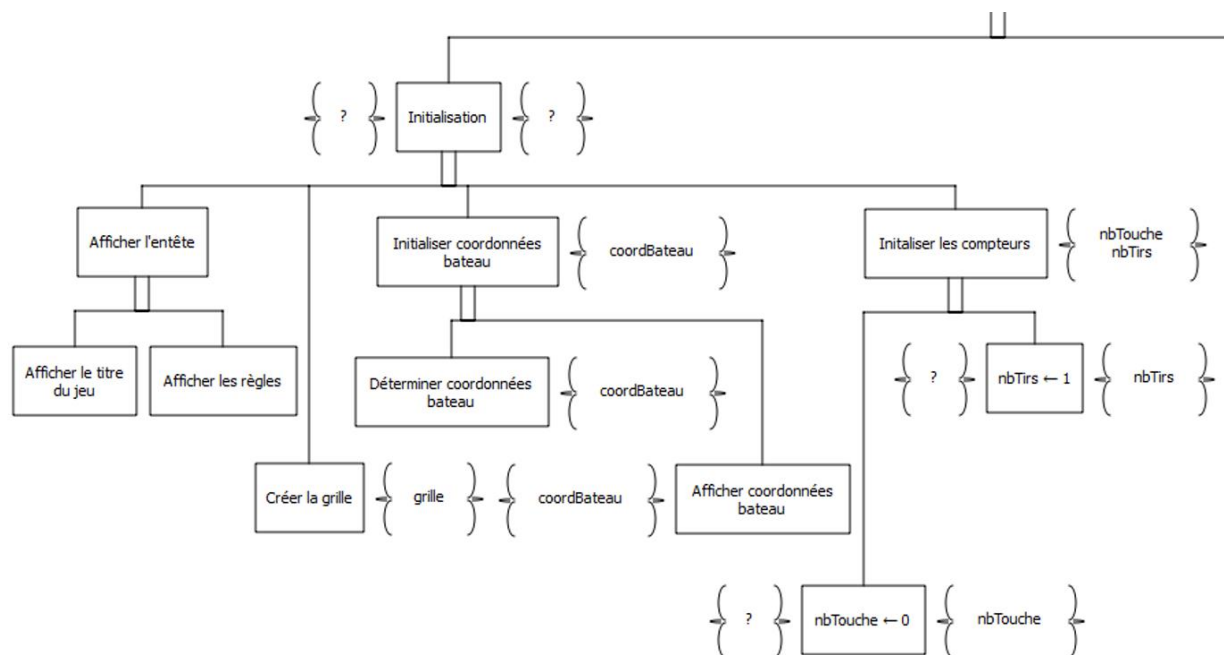 ?
Initialisation
?
Afficher l'entête
Initialiser coordonnées
bateau
coordBateau
Initaliser les compteurs
nbTouche
nbTirs
Afficher le titre
du jeu
Afficher les règles
Déterminer coordonnées
bateau
coordBateau
?
nbTirs ← 1
nbTirs
Créer la grille
grille
coordBateau
Afficher coordonnées
bateau
?
nbTouche ← 0
nbTouche